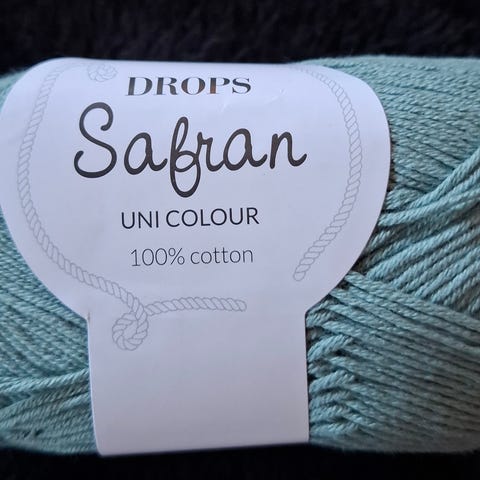 DROPS
Safran
UNI COLOUR
100% cotton